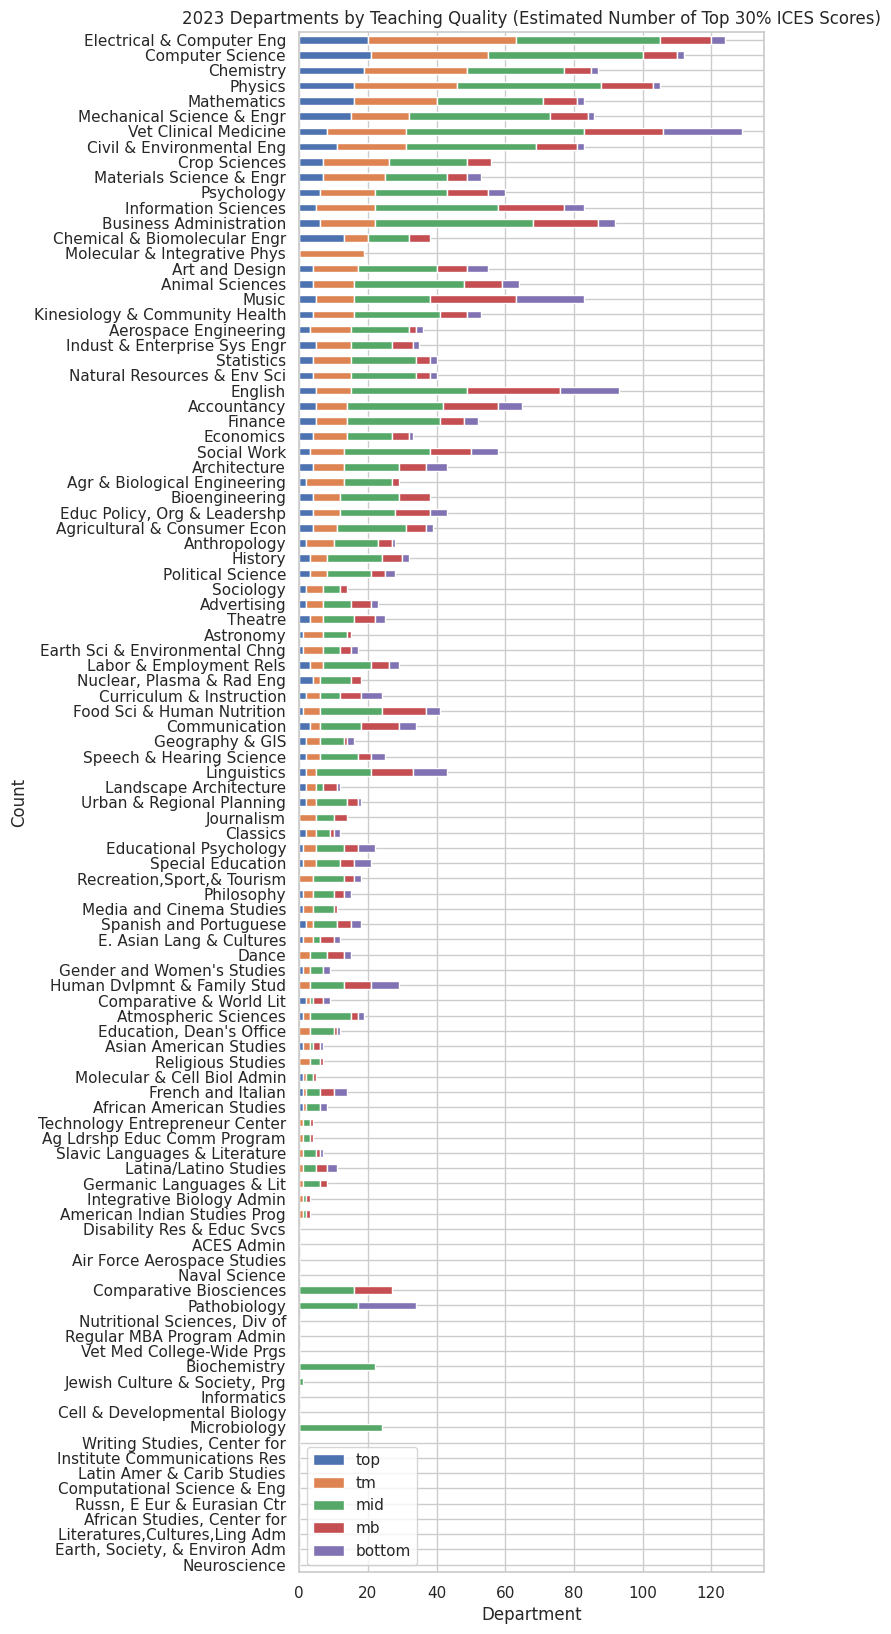 2023 Departments by Teaching Quality (Estimated Number of Top 30% ICES Scores)
Electrical & Computer Eng
Computer Science
Chemistry
Physics
Mathematics
Mechanical Science & Engr
Vet Clinical Medicine
Civil & Environmental Eng
Crop Sciences
Materials Science & Engr
Psychology
Information Sciences
Business Administration
Chemical & Biomolecular Engr
Molecular & Integrative Phys
Art and Design
Animal Sciences
Music
Kinesiology & Community Health
Aerospace Engineering
Indust & Enterprise Sys Engr
Statistics
Natural Resources & Env Sci
English
Accountancy
Finance
Economics
Social Work
Architecture
Agr & Biological Engineering
Bioengineering
Educ Policy, Org & Leadershp
Agricultural & Consumer Econ
Anthropology
History
Political Science
Sociology
Advertising
Theatre
Astronomy
Earth Sci & Environmental Chng
Labor & Employment Rels
Nuclear, Plasma & Rad Eng
Curriculum & Instruction
Food Sci & Human Nutrition
Communication
Geography & GIS
Speech & Hearing Science
Linguistics
Landscape Architecture
Urban & Regional Planning
Journalism
Classics
Educational Psychology
Special Education
Recreation,Sport,& Tourism
Philosophy
Media and Cinema Studies
Spanish and Portuguese
E. Asian Lang & Cultures
Dance
Gender and Women's Studies
Human Dvlpmnt & Family Stud
Comparative & World Lit
Atmospheric Sciences
Education, Dean's Office
Asian American Studies
Religious Studies
Molecular & Cell Biol Admin
French and Italian
African American Studies
Technology Entrepreneur Center
Ag Ldrshp Educ Comm Program
Slavic Languages & Literature
Latina/Latino Studies
Germanic Languages & Lit
Integrative Biology Admin
American Indian Studies Prog
Disability Res & Educ Svcs
ACES Admin
Air Force Aerospace Studies
Naval Science
Comparative Biosciences
Pathobiology
Nutritional Sciences, Div of
Regular MBA Program Admin
Vet Med College-Wide Prgs
Biochemistry
Jewish Culture & Society, Prg
Informatics
Cell & Developmental Biology
Microbiology
Writing Studies, Center for
Institute Communications Res
Latin Amer & Carib Studies
Computational Science & Eng
Russn, E Eur & Eurasian Ctr
African Studies, Center for
Literatures,Cultures,Ling Adm
Earth, Society, & Environ Adm
Neuroscience
Count
top
tm
mid
mb
bottom
0 20 40 60 80 100 120
Department